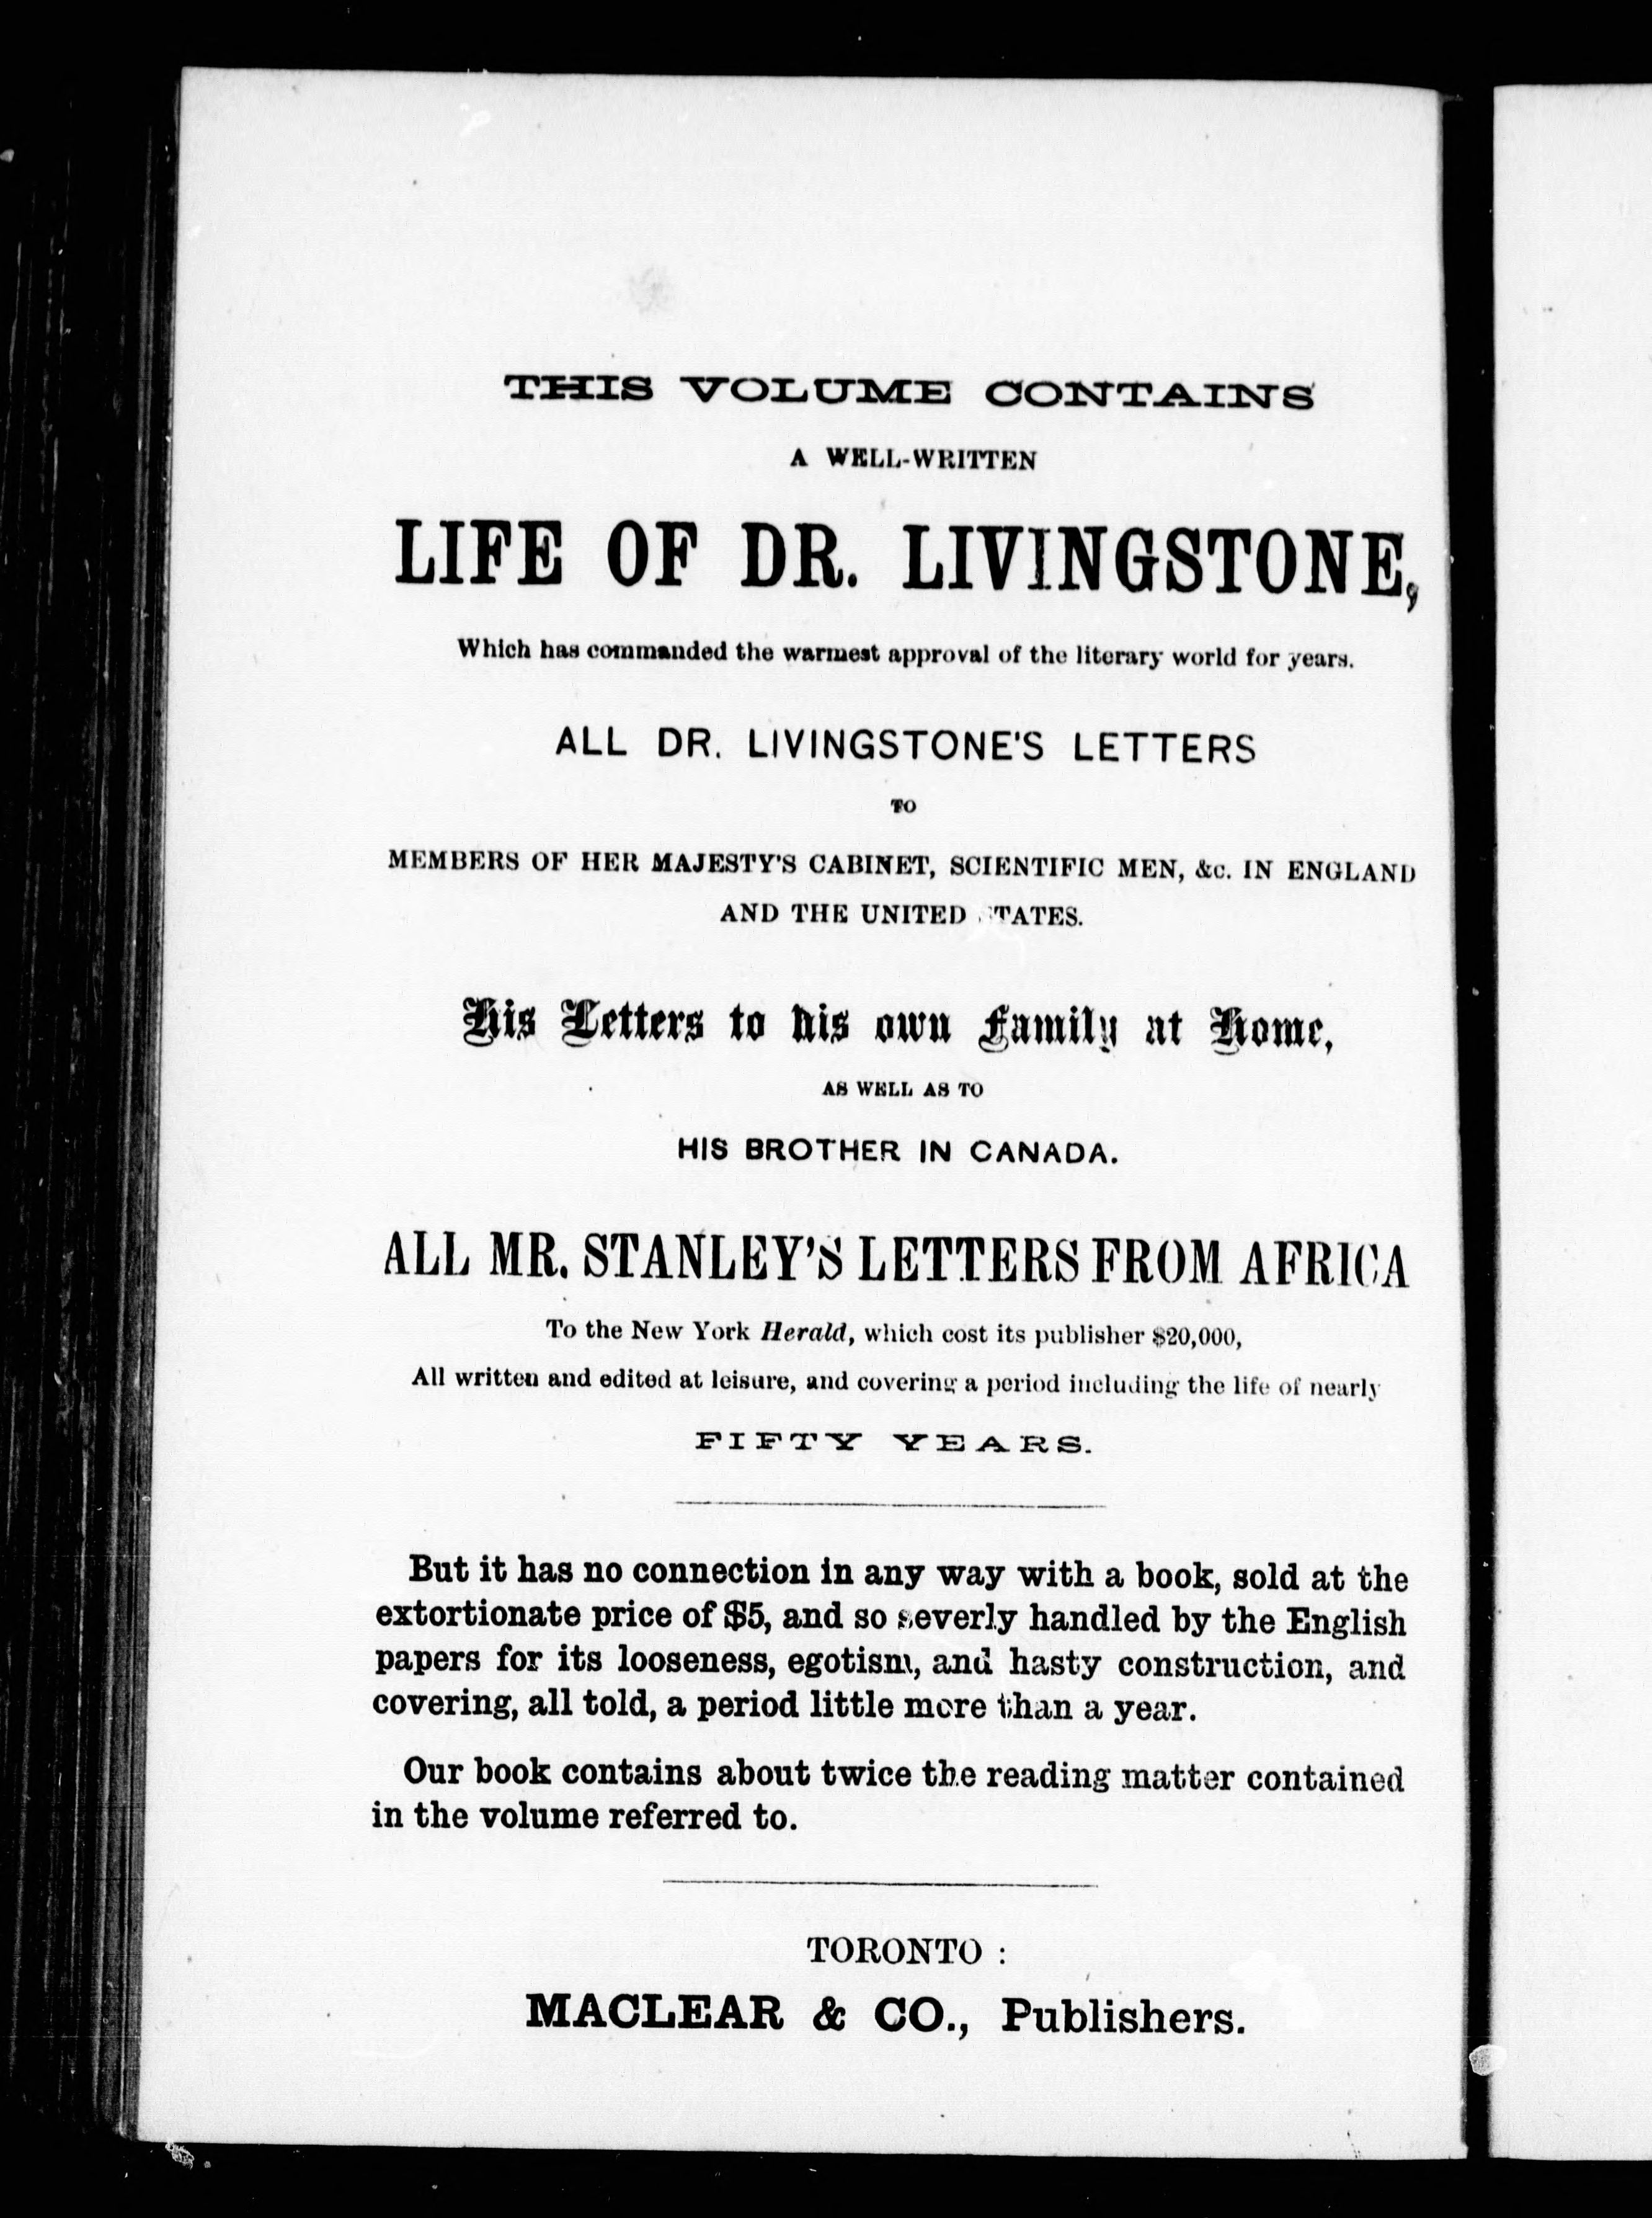 THIS VOLUME CONTAINS
A WELL-WRITTEN
LIFE OF DR. LIVINGSTONE,
Which has commanded the warmest approval of the literary world for years.
ALL DR. LIVINGSTONE'S LETTERS
TO
MEMBERS OF HER MAJESTY'S CABINET, SCIENTIFIC MEN, &c. IN ENGLAND
AND THE UNITED STATES.
His Letters to his own Family at Home,
AS WELL AS TO
HIS BROTHER IN CANADA.
ALL MR. STANLEY'S LETTERS FROM AFRICA
To the New York Herald, which cost its publisher $20,000,
All written and edited at leisure, and covering a period including the life of nearly
FIFTY YEARS.
But it has no connection in any way with a book, sold at the
extortionate price of $5, and so severly handled by the English
papers for its looseness, egotism, and hasty construction, and
covering, all told, a period little more than a year.
Our book contains about twice the reading matter contained
in the volume referred to.
TORONTO :
MACLEAR & CO., Publishers.